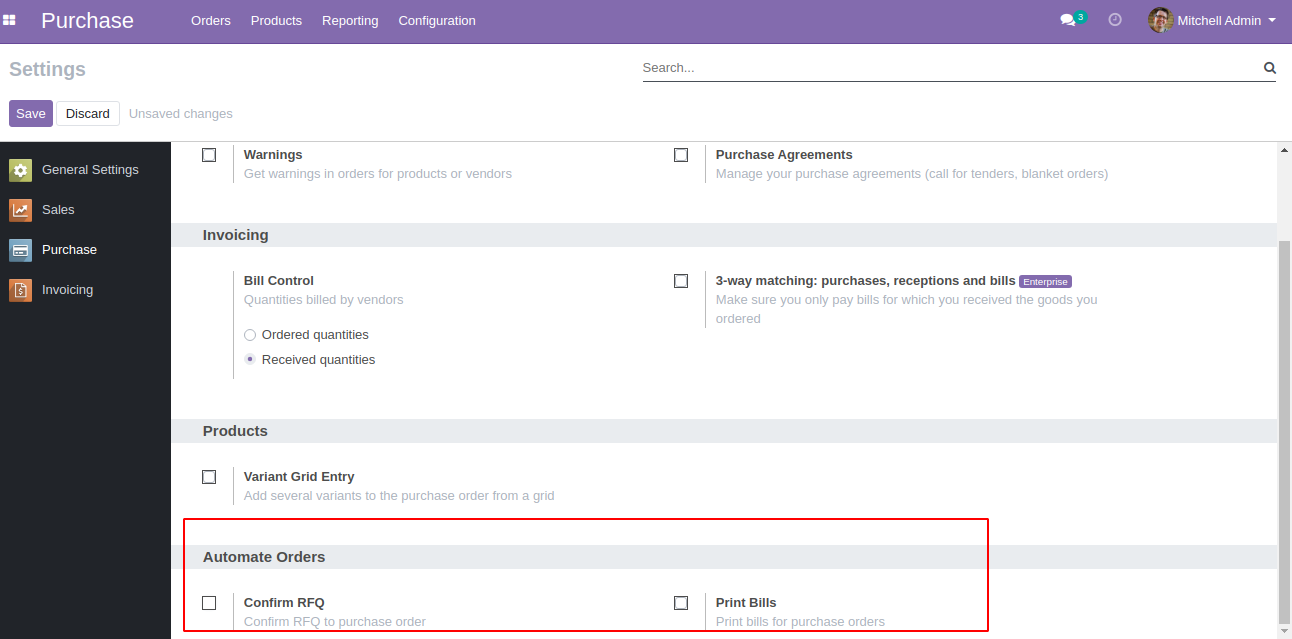 Purchase Orders Products Reporting Configuration 3 Mitchell Admin
Settings Search...
Save Discard Unsaved changes
General Settings
Sales
Purchase
Invoicing
Warnings
Get warnings in orders for products or vendors
Purchase Agreements
Manage your purchase agreements (call for tenders, blanket orders)
Invoicing
Bill Control
Quantities billed by vendors
Ordered quantities
Received quantities
3-way matching: purchases, receptions and bills Enterprise
Make sure you only pay bills for which you received the goods you
ordered
Products
Variant Grid Entry
Add several variants to the purchase order from a grid
Automate Orders
Confirm RFQ
Confirm RFQ to purchase order
Print Bills
Print bills for purchase orders